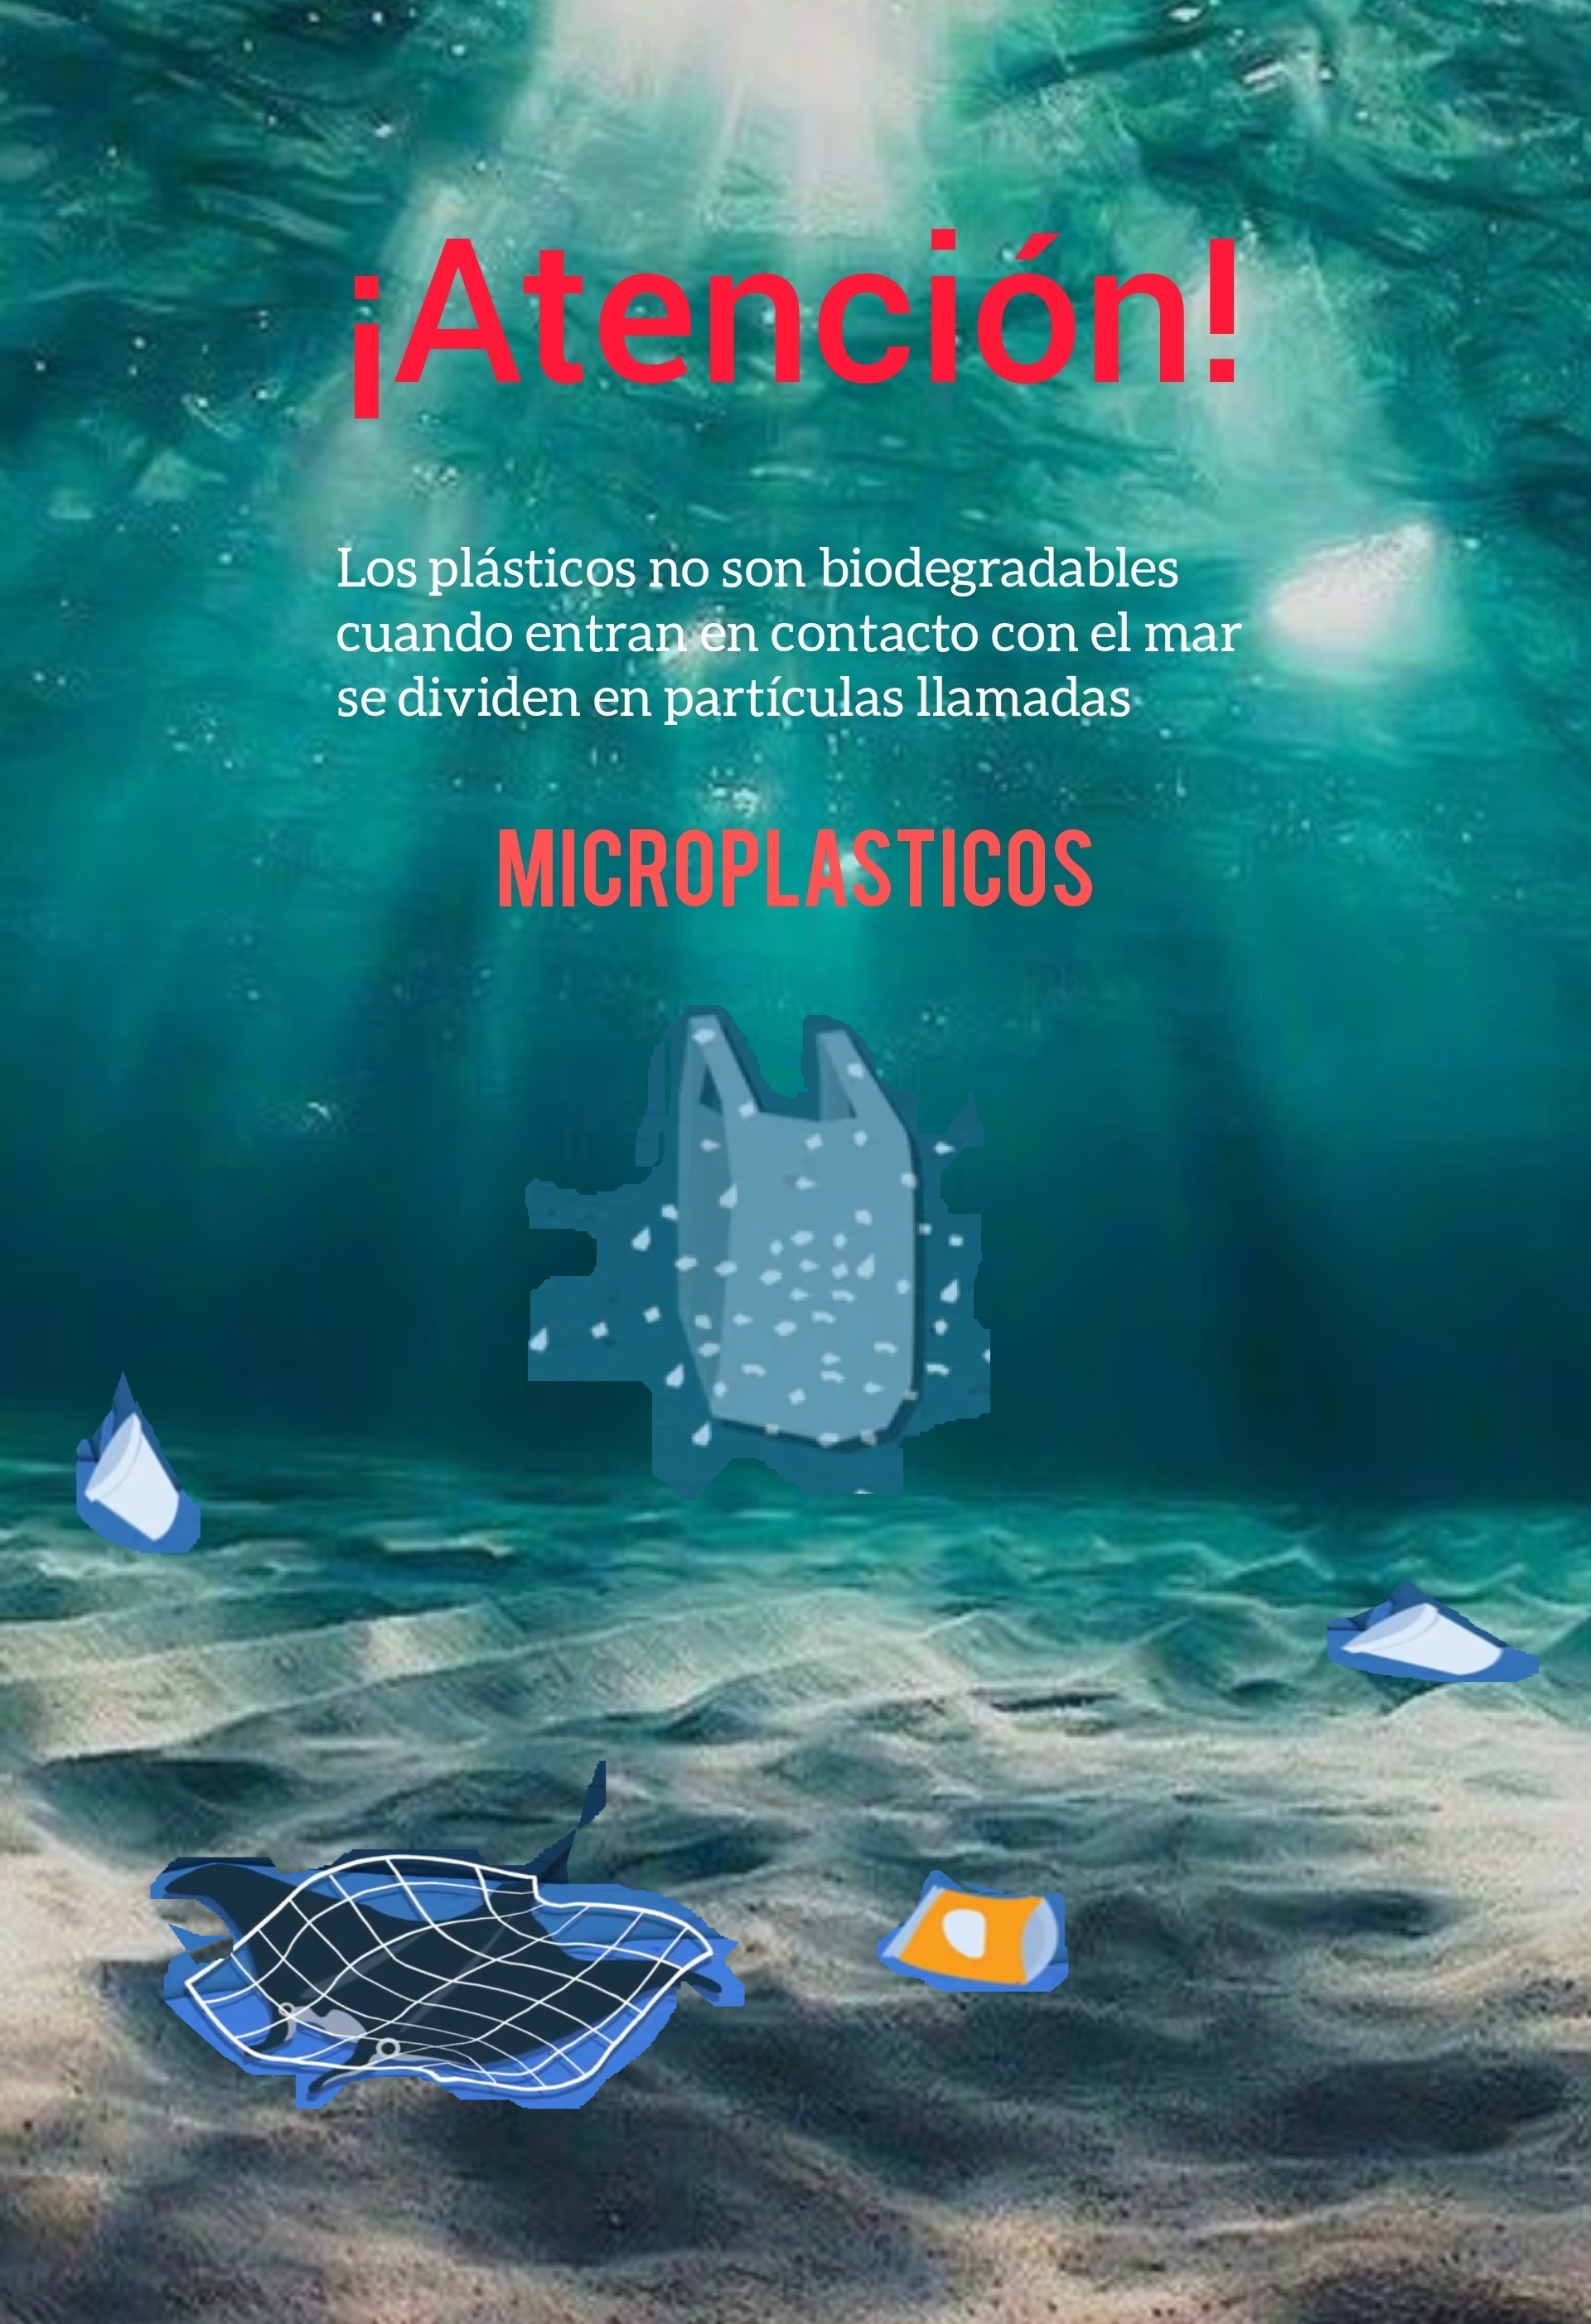 ¡Atención!
Los plásticos no son biodegradables
cuando entran en contacto con el mar
se dividen en partículas llamadas
MICROPLASTICOS